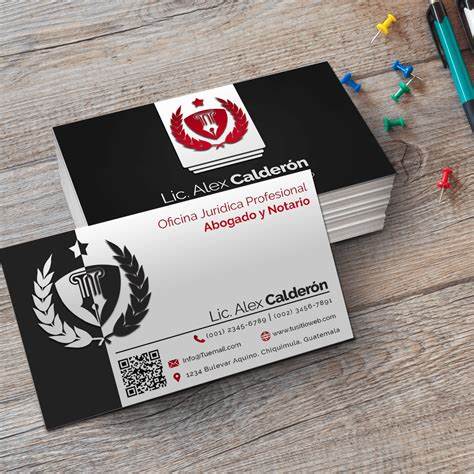 Lic. Alex Calderón
Oficina Juridica Profesional
Abogado y Notario
Lic. Alex Calderón
(001) 2345-6789 | (002) 3456-7891
Info@Tuemail.com www.tusitioweb.com
1234 Bulevar Aquino, Chiquimula, Guatemala